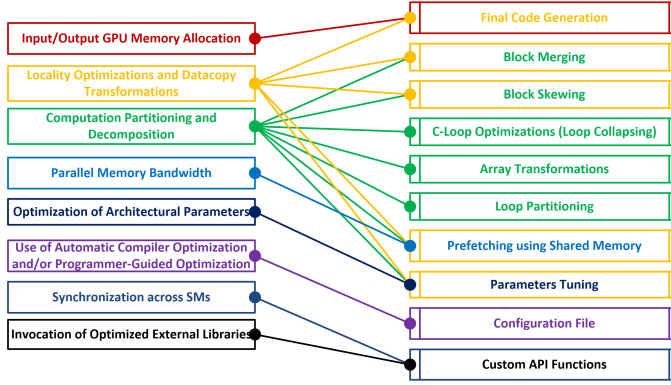 Input/Output GPU Memory Allocation
Locality Optimizations and Datacopy
Transformations
Computation Partitioning and
Decomposition
Parallel Memory Bandwidth
Optimization of Architectural Parameters
Use of Automatic Compiler Optimization
and/or Programmer-Guided Optimization
Synchronization across SMs
Invocation of Optimized External Libraries
Final Code Generation
Block Merging
Block Skewing
C-Loop Optimizations (Loop Collapsing)
Array Transformations
Loop Partitioning
Prefetching using Shared Memory
Parameters Tuning
Configuration File
Custom API Functions